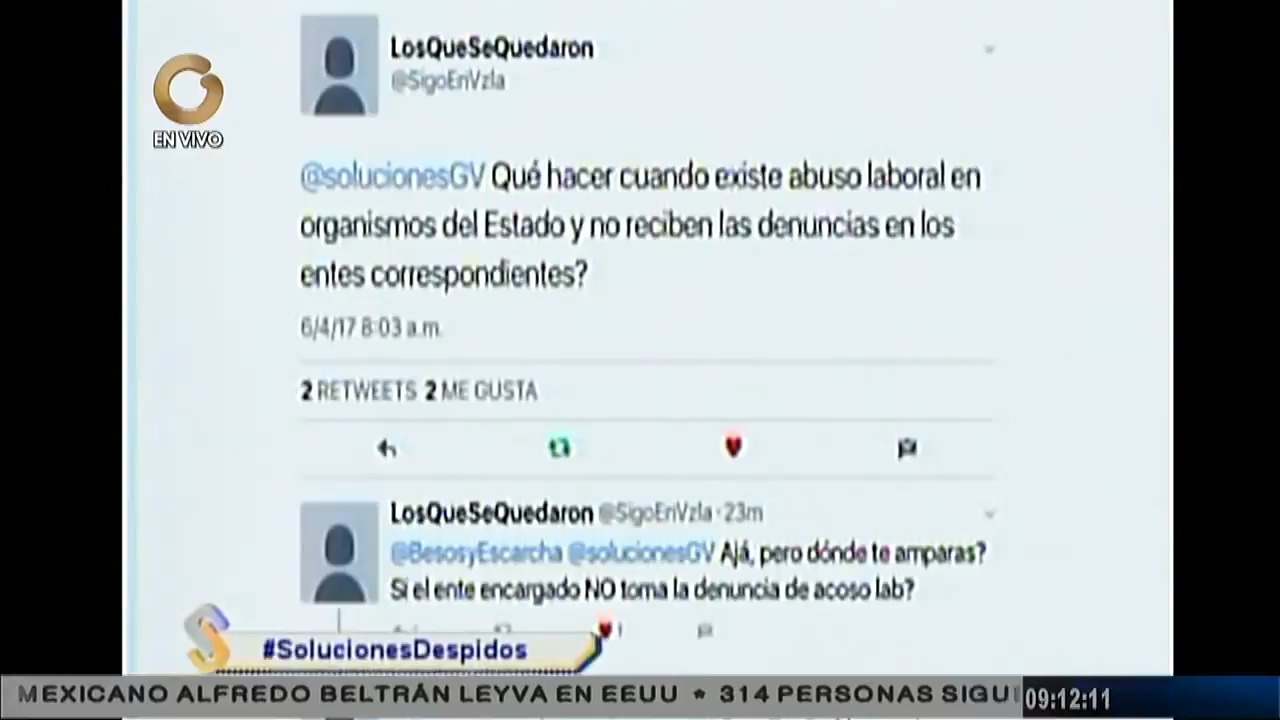 LosQueSeQuedaron
@SigoEnVzla
EN VIVO
@solucionesGV Qué hacer cuando existe abuso laboral en
organismos del Estado y no reciben las denuncias en los
entes correspondientes?
6/4/17 8:03 a.m.
2 RETWEETS 2 ME GUSTA
LosQueSeQuedaron @SigoEnVzla · 23m
@BesosyEscarcha @solucionesGV Ajá, pero dónde te amparas?
Si el ente encargado NO toma la denuncia de acoso lab?
1
#SolucionesDespidos
MEXICANO ALFREDO BELTRÁN LEYVA EN EEUU * 314 PERSONAS SIGU
09:12:11